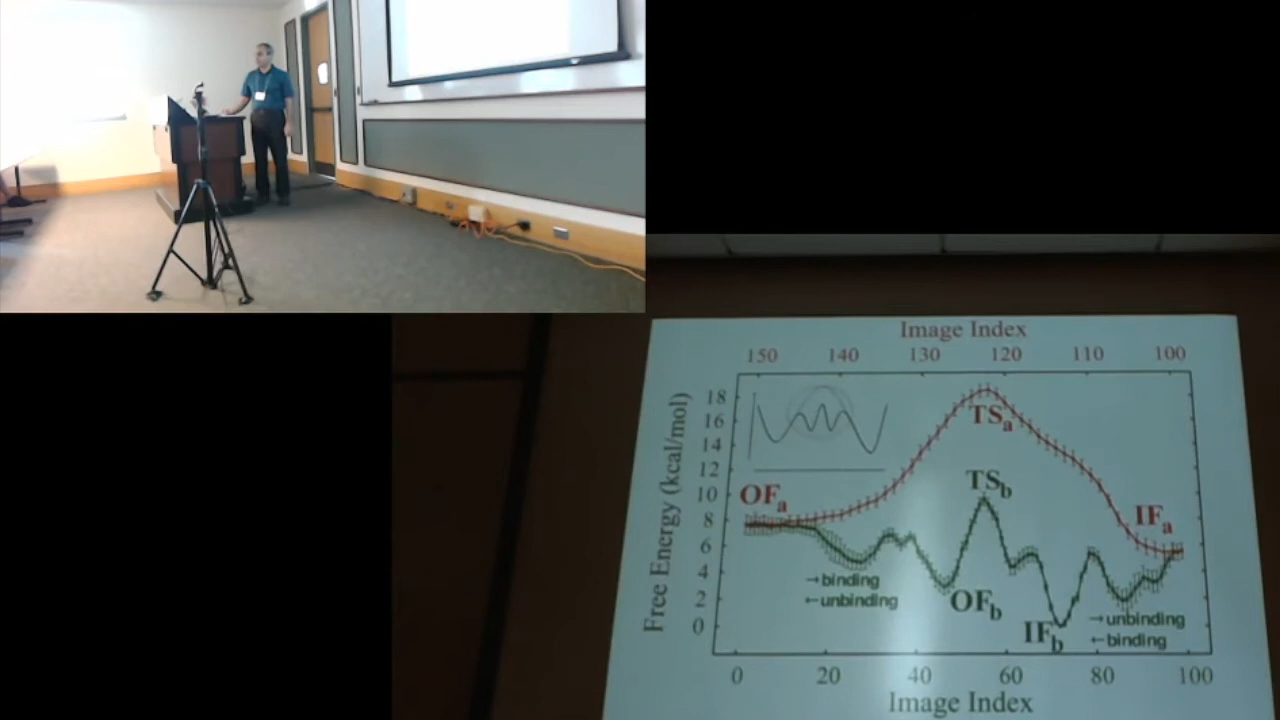 Image Index
150 140 130 120 110 100
Free Energy (kcal/mol)
18
16
14
12
10
8
6
4
2
0
TSa
TSb
OFa
IFa
→binding
←unbinding
OFb
IFb
→unbinding
←binding
0 20 40 60 80 100
Image Index